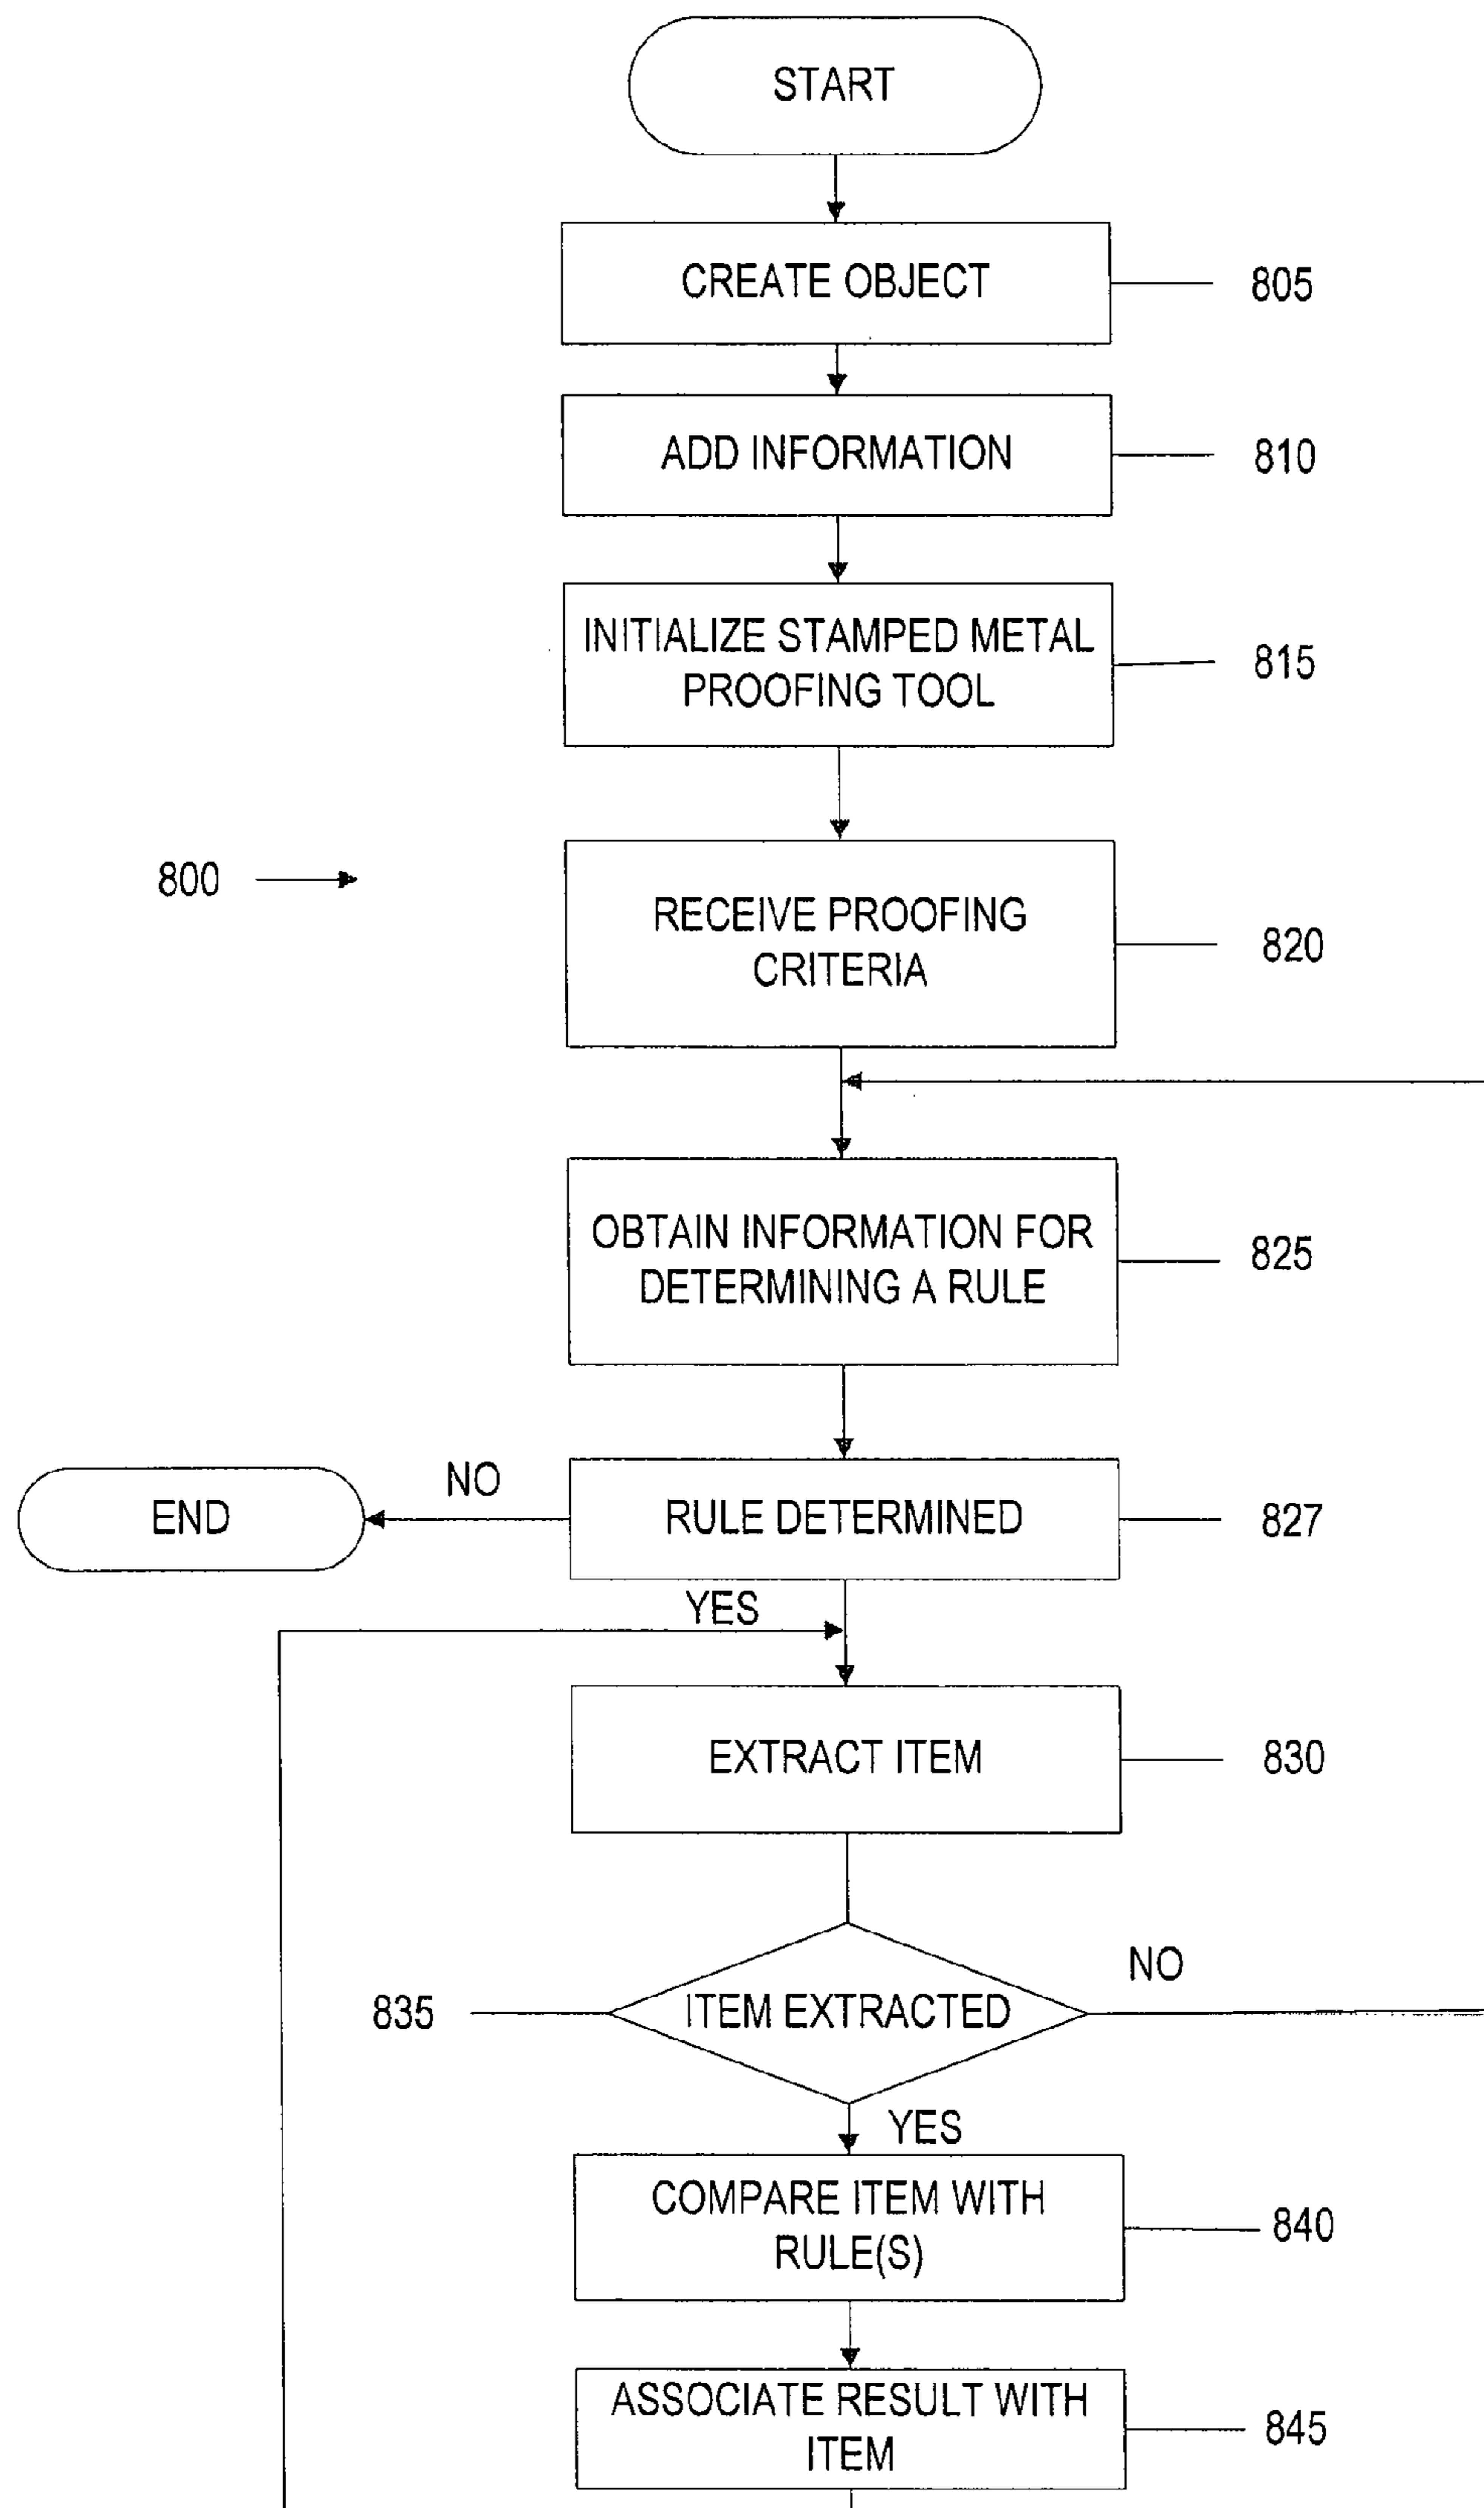 START
CREATE OBJECT
805
ADD INFORMATION
810
INITIALIZE STAMPED METAL
PROOFING TOOL
815
800
RECEIVE PROOFING
CRITERIA
820
OBTAIN INFORMATION FOR
DETERMINING A RULE
825
END
NO
RULE DETERMINED
827
YES
EXTRACT ITEM
830
NO
835
ITEM EXTRACTED
YES
COMPARE ITEM WITH
RULE(S)
840
ASSOCIATE RESULT WITH
ITEM
845